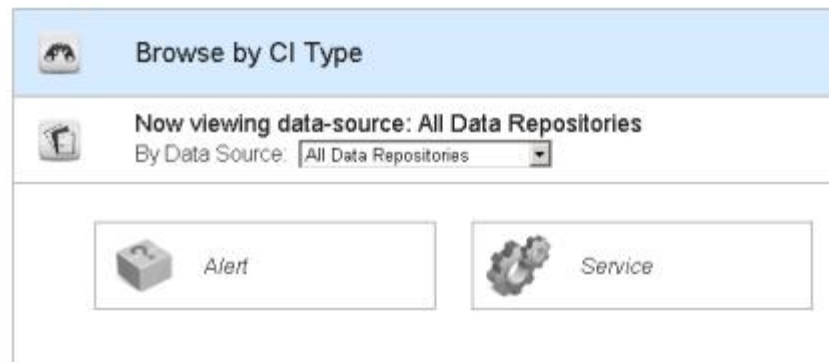 Browse by CI Type
Now viewing data-source: All Data Repositories
By Data Source: All Data Repositories
Alert
Service